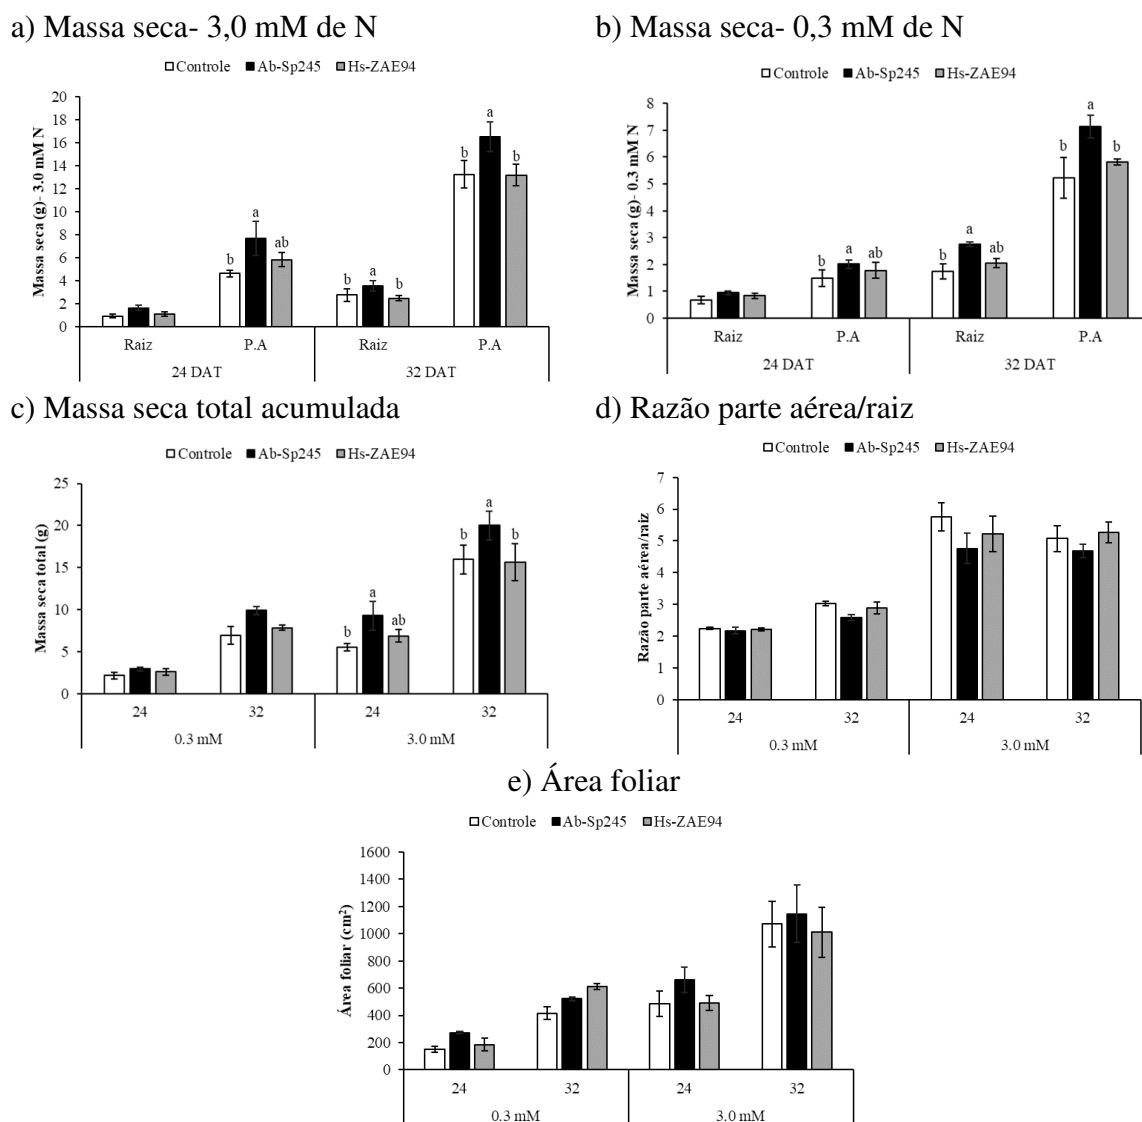 a) Massa seca- 3,0 mM de N
Controle Ab-Sp245 Hs-ZAE94
Massa seca (g)- 3.0 mM N
20
18
16
14
12
10
8
6
4
2
0
b a ab
b a b
b a b
Raiz P.A Raiz P.A
24 DAT 32 DAT
b) Massa seca- 0,3 mM de N
Controle Ab-Sp245 Hs-ZAE94
Massa seca (g)- 0.3 mM N
8
7
6
5
4
3
2
1
0
b a ab
b a ab
b a b
Raiz P.A Raiz P.A
24 DAT 32 DAT
c) Massa seca total acumulada
Controle Ab-Sp245 Hs-ZAE94
Massa seca total (g)
25
20
15
10
5
0
b a ab
b a b
24 32 24 32
0.3 mM 3.0 mM
d) Razão parte aérea/raiz
Controle Ab-Sp245 Hs-ZAE94
Razão parte aérea/raiz
7
6
5
4
3
2
1
0
24 32 24 32
0.3 mM 3.0 mM
e) Área foliar
Controle Ab-Sp245 Hs-ZAE94
Área foliar (cm²)
1600
1400
1200
1000
800
600
400
200
0
24 32 24 32
0.3 mM 3.0 mM